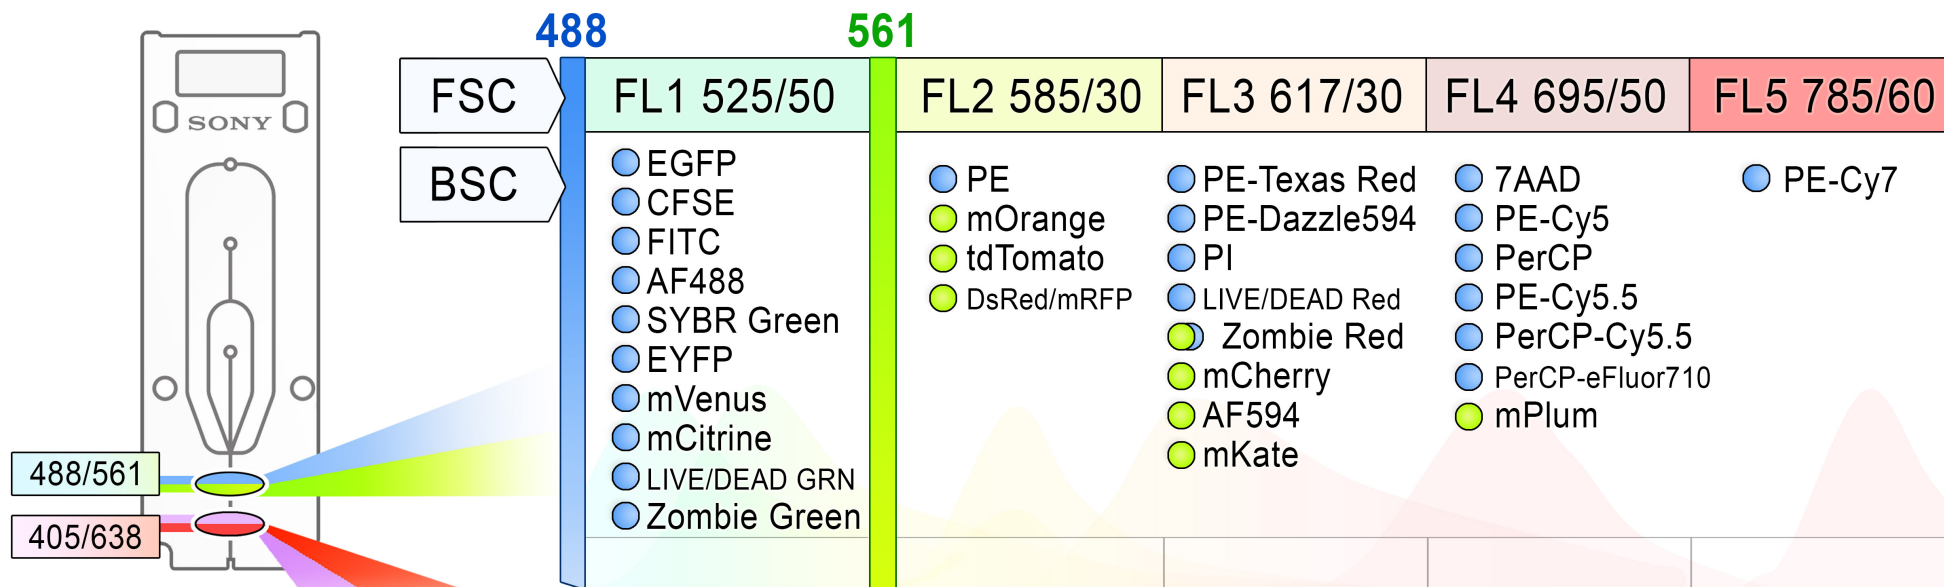 488
561
FSC
FL1 525/50
FL2 585/30
FL3 617/30
FL4 695/50
FL5 785/60
SONY
BSC
EGFP
CFSE
FITC
AF488
SYBR Green
EYFP
mVenus
mCitrine
LIVE/DEAD GRN
Zombie Green
PE
mOrange
tdTomato
DsRed/mRFP
PE-Texas Red
PE-Dazzle594
PI
LIVE/DEAD Red
Zombie Red
mCherry
AF594
mKate
7AAD
PE-Cy5
PerCP
PE-Cy5.5
PerCP-Cy5.5
PerCP-eFluor710
mPlum
PE-Cy7
488/561
405/638